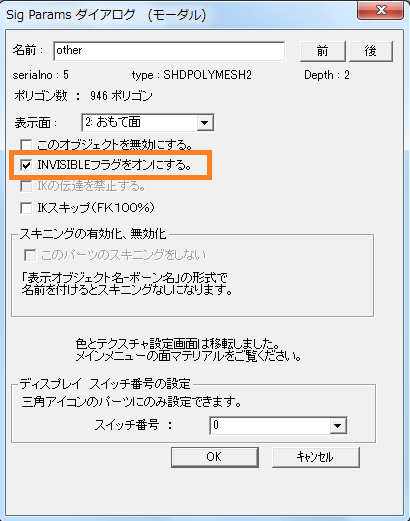 Sig Params ダイアログ　(モーダル)
名前： other 前 後
serialno : 5 type : SHDPOLYMESH2 Depth : 2
ポリゴン数 ： 946 ポリゴン
表示面： 2: おもて面
このオブジェクトを無効にする。
INVISIBLEフラグをオンにする。
IKの伝達を禁止する。
IKスキップ(FK100%)
スキニングの有効化、無効化
このパーツのスキニングをしない
「表示オブジェクト名-ボーン名」の形式で
名前を付けるとスキニングなしになります。
色とテクスチャ設定画面は移転しました。
メインメニューの面マテリアルをご覧ください。
ディスプレイ　スイッチ番号の設定
三角アイコンのパーツにのみ設定できます。
スイッチ番号 ： 0
OK キャンセル